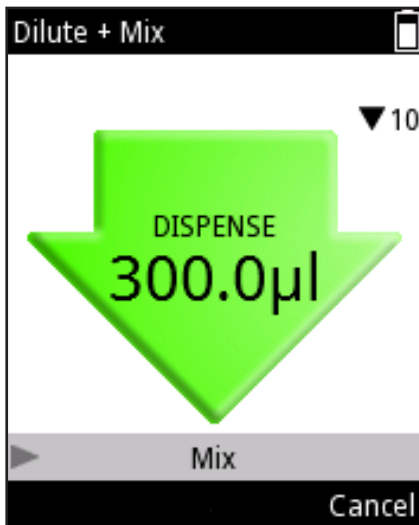 Dilute + Mix
▼ 10
DISPENSE
300.0µl
Mix
Cancel